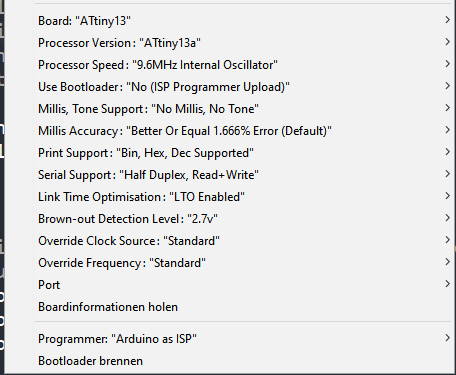 Board: "ATtiny13"
Processor Version: "ATtiny13a"
Processor Speed: "9.6MHz Internal Oscillator"
Use Bootloader: "No (ISP Programmer Upload)"
Millis, Tone Support: "No Millis, No Tone"
Millis Accuracy: "Better Or Equal 1.666% Error (Default)"
Print Support: "Bin, Hex, Dec Supported"
Serial Support: "Half Duplex, Read+Write"
Link Time Optimisation: "LTO Enabled"
Brown-out Detection Level: "2.7v"
Override Clock Source: "Standard"
Override Frequency: "Standard"
Port
Boardinformationen holen
Programmer: "Arduino as ISP"
Bootloader brennen